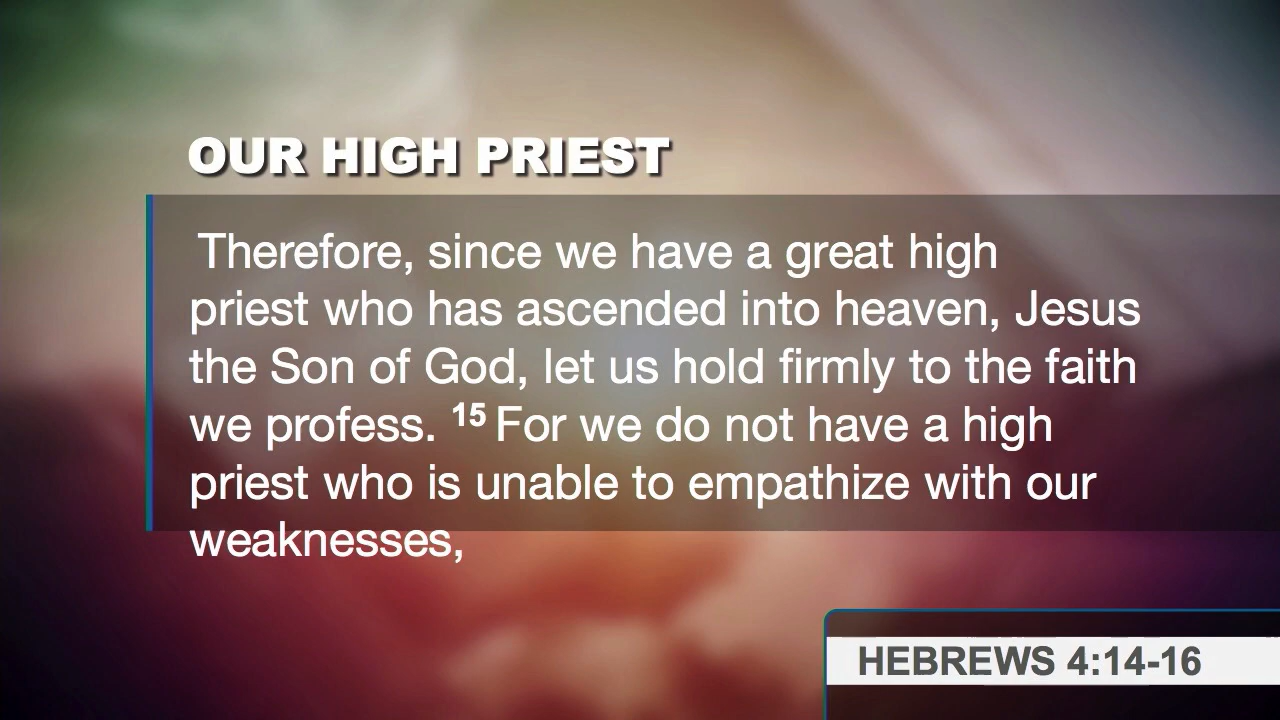 OUR HIGH PRIEST
Therefore, since we have a great high
priest who has ascended into heaven, Jesus
the Son of God, let us hold firmly to the faith
we profess. 15 For we do not have a high
priest who is unable to empathize with our
weaknesses,
HEBREWS 4:14-16